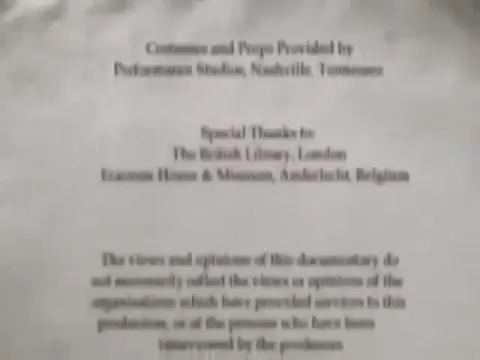 Costumes and Props Provided by
Performance Studios, Nashville, Tennessee
Special Thanks to
The British Library, London
Erasmus House & Museum, Anderlecht, Belgium
The views and opinions of this documentary do
not necessarily reflect the views or opinions of the
organisations which have provided services to this
production, or of the persons who have been
interviewed by the producers